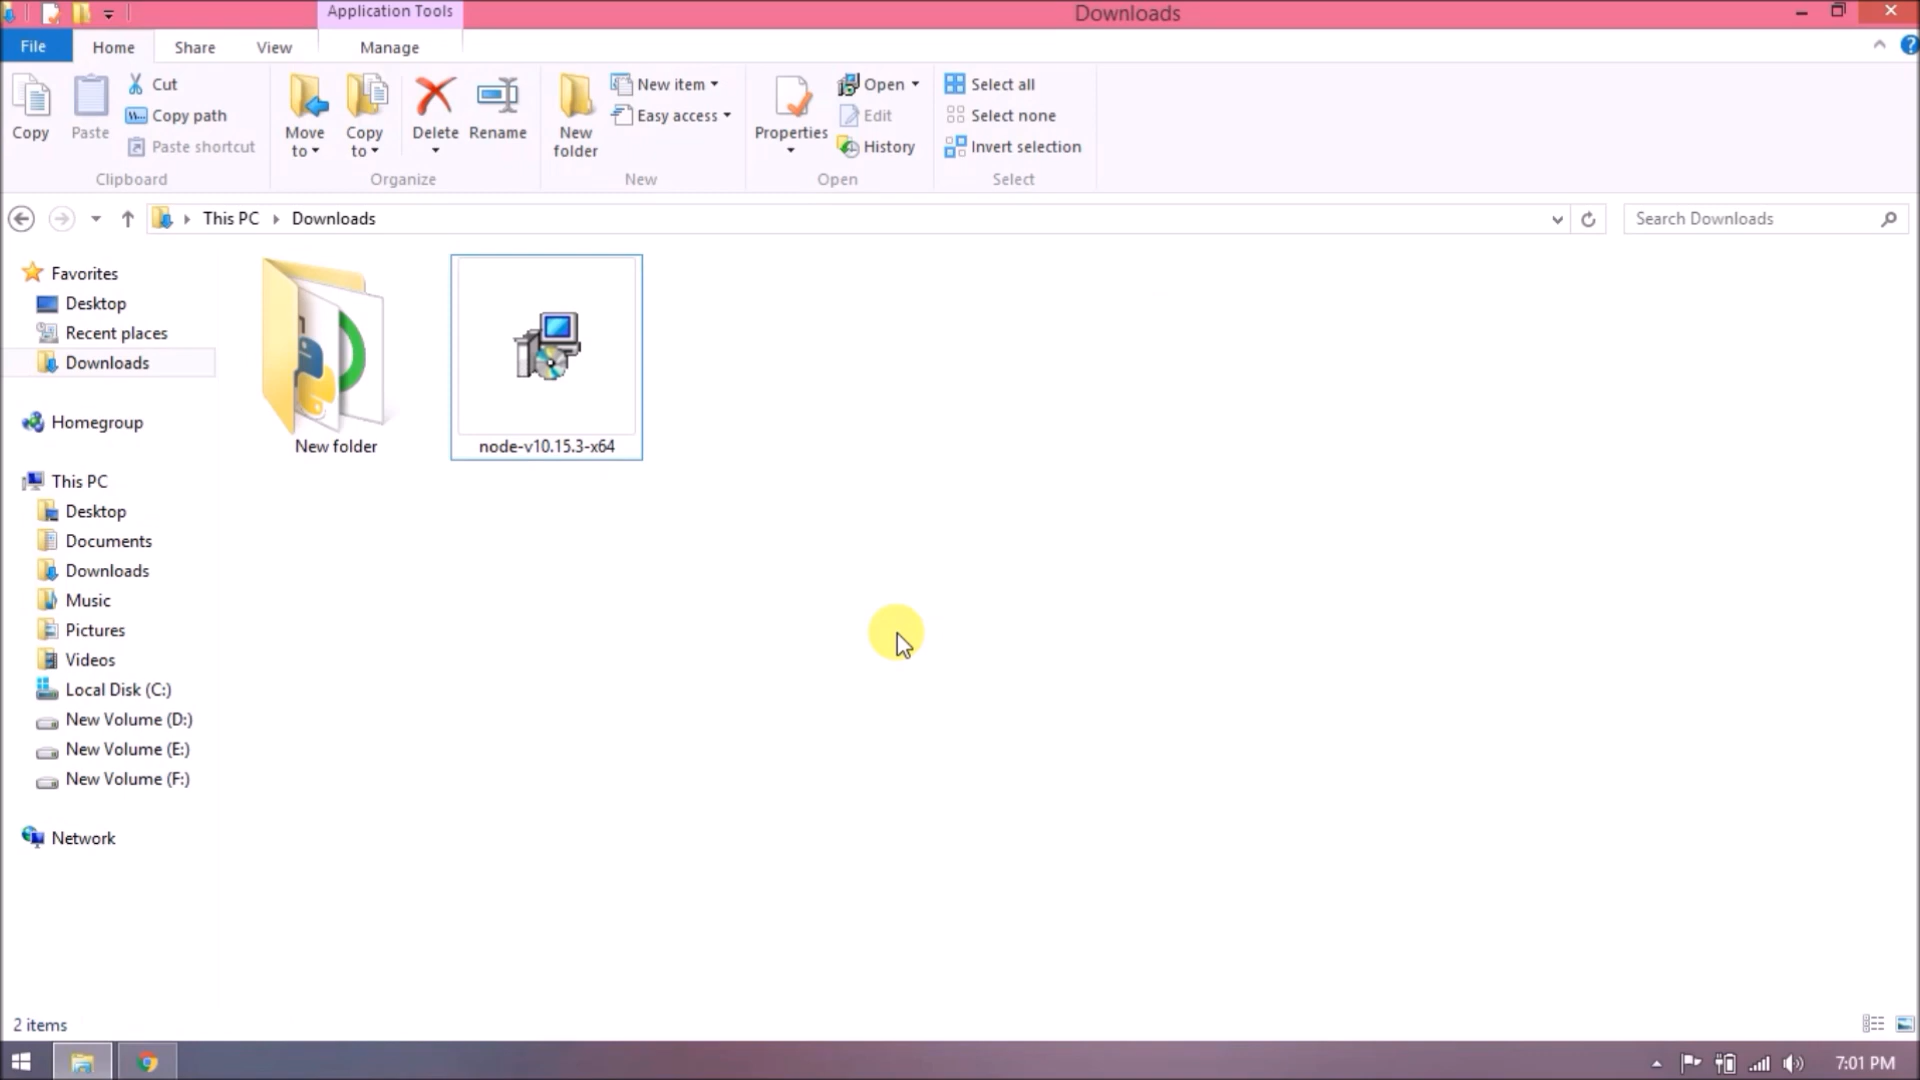 Application Tools
Downloads
File
Home
Share
View
Manage
Copy
Paste
Cut
Copy path
Paste shortcut
Clipboard
Move to
Copy to
Delete
Rename
Organize
New folder
New item
Easy access
New
Properties
Open
Edit
History
Open
Select all
Select none
Invert selection
Select
This PC
Downloads
Search Downloads
Favorites
Desktop
Recent places
Downloads
Homegroup
This PC
Desktop
Documents
Downloads
Music
Pictures
Videos
Local Disk (C:)
New Volume (D:)
New Volume (E:)
New Volume (F:)
Network
New folder
node-v10.15.3-x64
2 items
7:01 PM